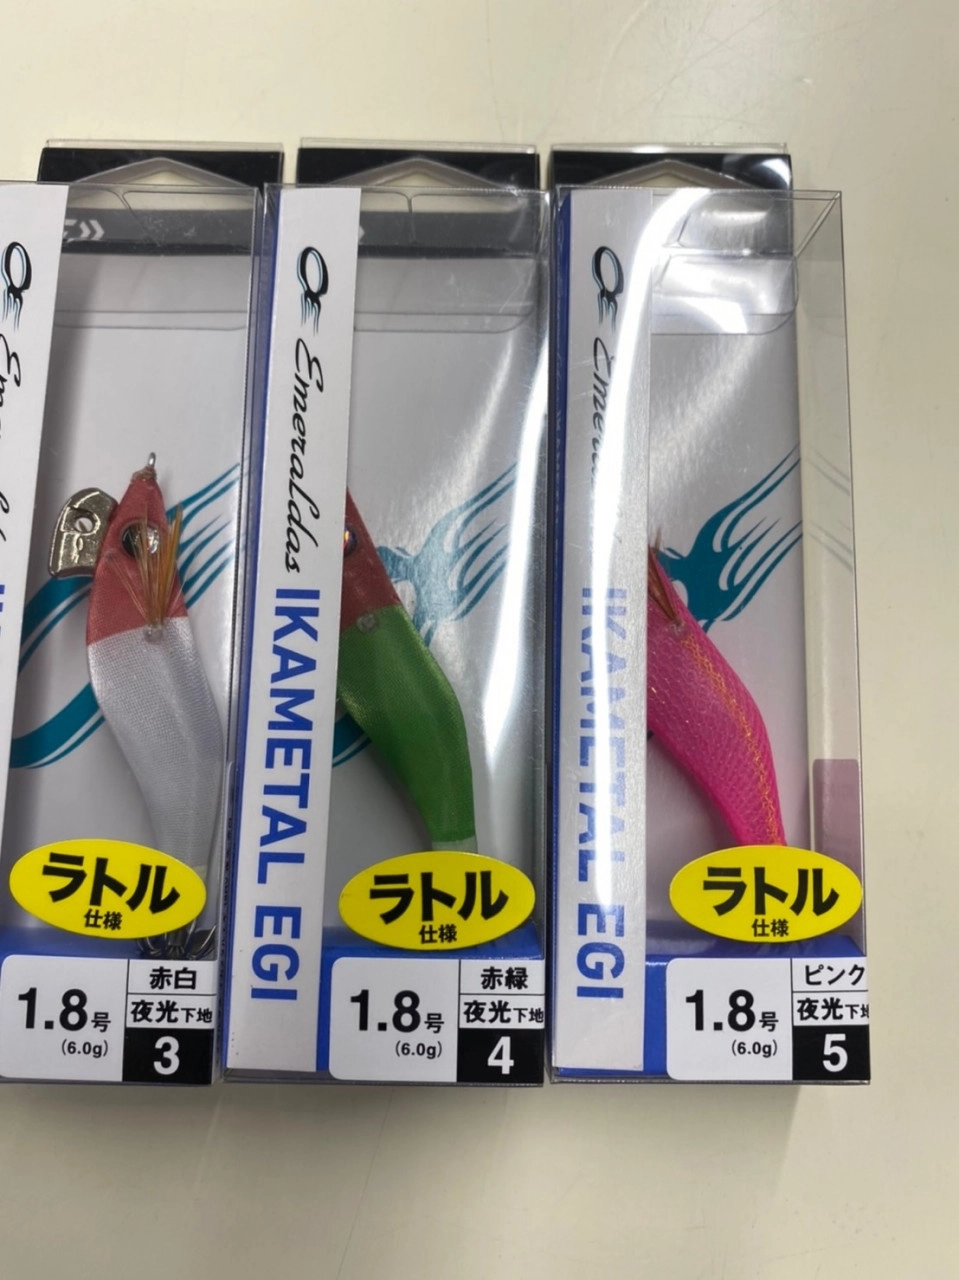 Emeraldas IKAMETAL EGI
IKAMETAL EGI
ラトル
仕様
1.8号
(6.0g)
赤白
夜光下地
3
ラトル
仕様
1.8号
(6.0g)
赤緑
夜光下地
4
ラトル
仕様
1.8号
(6.0g)
ピンク
夜光下地
5